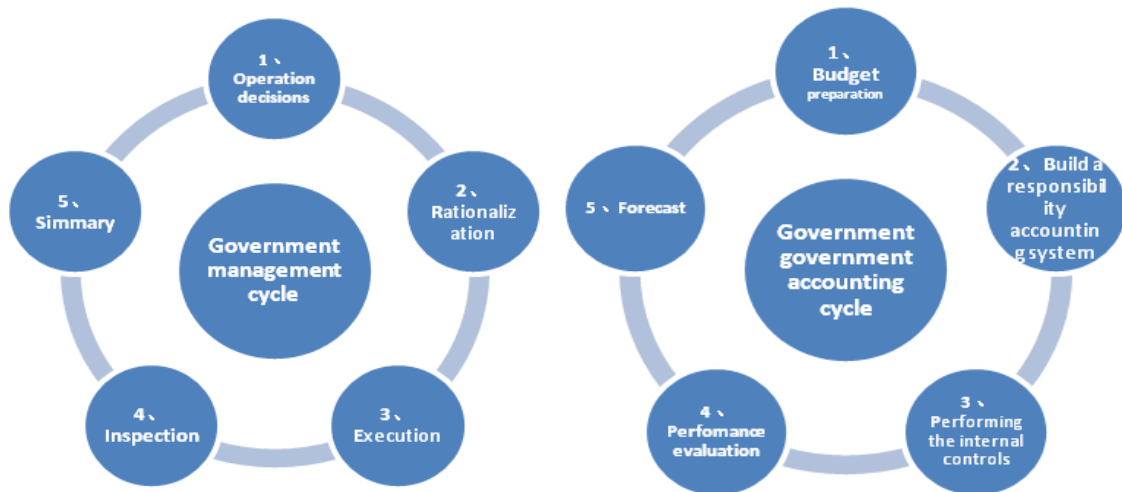 1、
Operation
decisions
2、
Rationaliz
ation
3、
Execution
4、
Inspection
5、
Simmary
Government
management
cycle
1、
Budget
preparation
2、Build a
responsibil
ity
accountin
g system
3、
Performing
the internal
controls
4、
Perfomance
evaluation
5、Forecast
Government
government
accounting
cycle